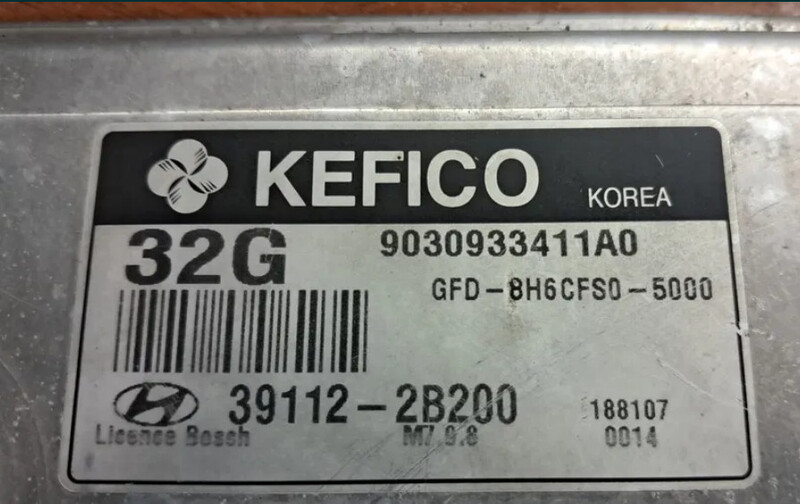 KEFICO KOREA
32G 9030933411A0
GFD-8H6CFS0-5000
39112-2B200 188107
Licence Bosch M7.9.8 0014